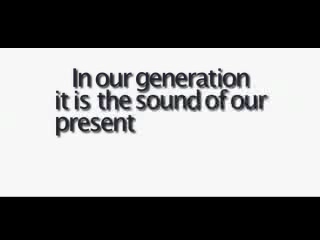 In our generation
it is the sound of our
present